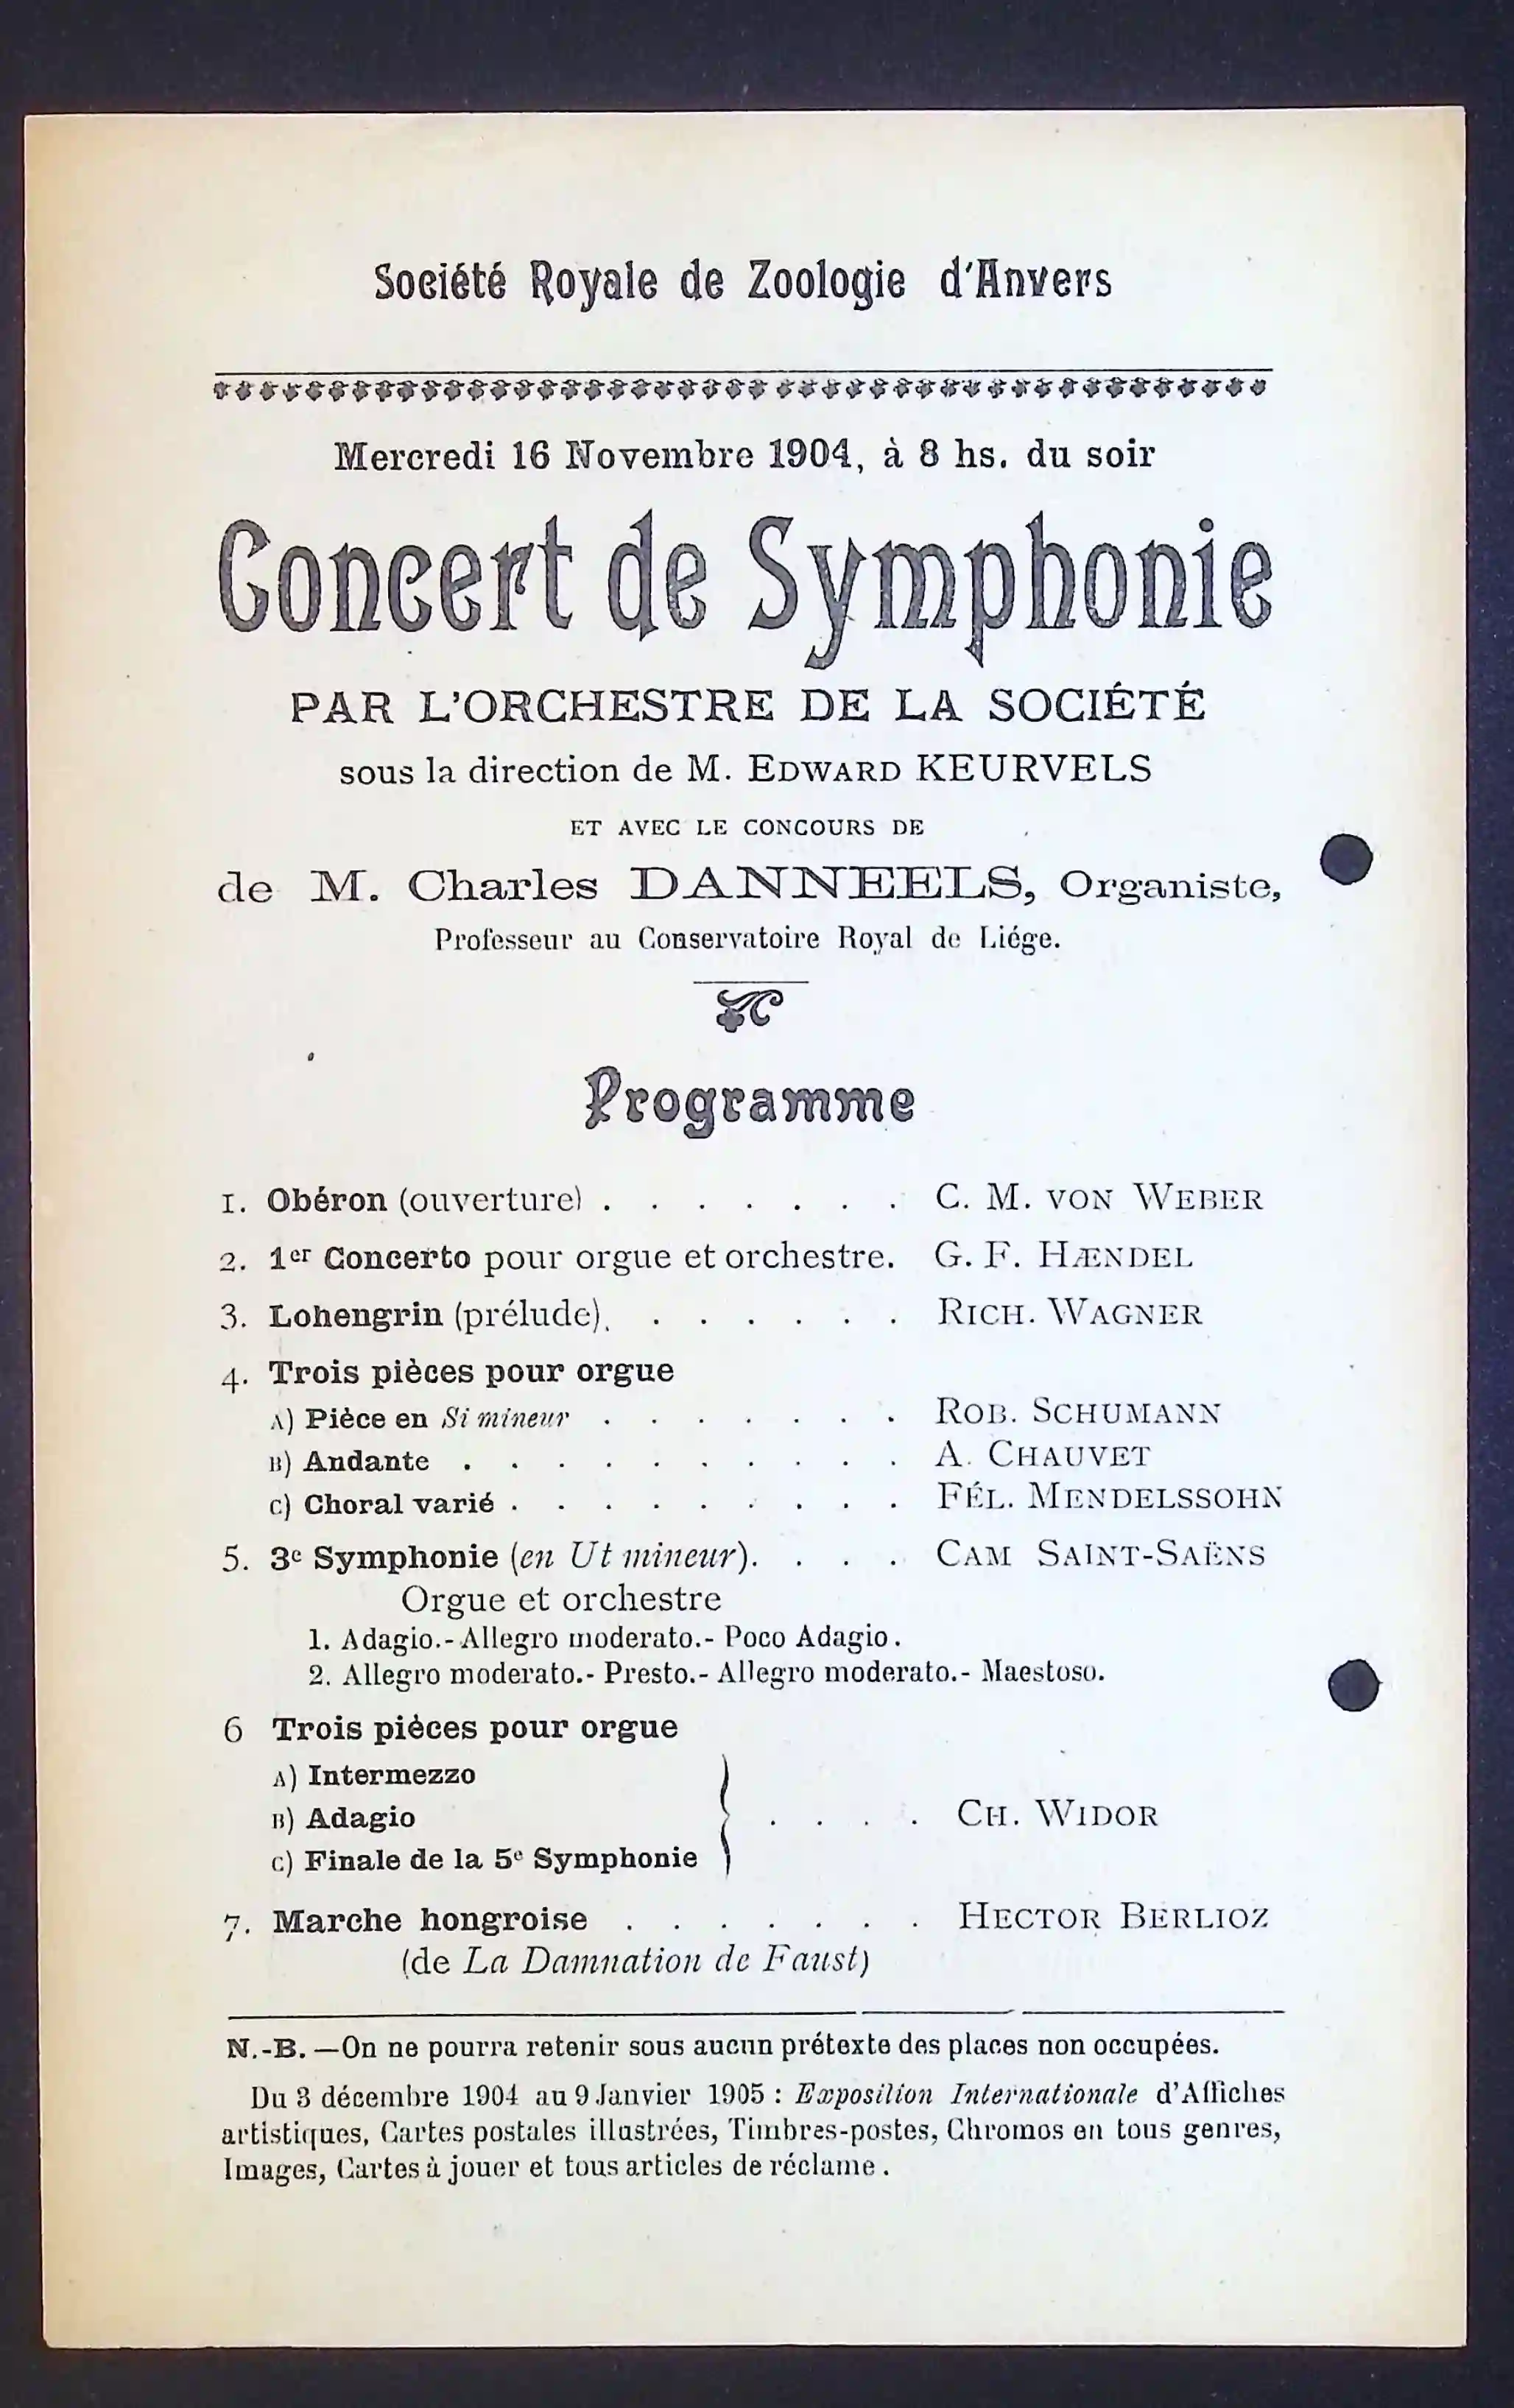 Société Royale de Zoologie d'Anvers
Mercredi 16 Novembre 1904, à 8 hs. du soir
Concert de Symphonie
PAR L'ORCHESTRE DE LA SOCIÉTÉ
sous la direction de M. EDWARD KEURVELS
ET AVEC LE CONCOURS DE
de M. Charles DANNEELS, Organiste,
Professeur au Conservatoire Royal de Liége.
Programme
1. Obéron (ouverture) . . . . . . . C. M. VON WEBER
2. 1er Concerto pour orgue et orchestre. G. F. HÆNDEL
3. Lohengrin (prélude). . . . . . . RICH. WAGNER
4. Trois pièces pour orgue
A) Pièce en Si mineur . . . . . . . ROB. SCHUMANN
B) Andante . . . . . . . . . . A. CHAUVET
C) Choral varié . . . . . . . . . FÉL. MENDELSSOHN
5. 3e Symphonie (en Ut mineur). . . . CAM SAINT-SAËNS
Orgue et orchestre
1. Adagio.- Allegro moderato.- Poco Adagio.
2. Allegro moderato.- Presto.- Allegro moderato.- Maestoso.
6 Trois pièces pour orgue
A) Intermezzo
B) Adagio . . . . CH. WIDOR
C) Finale de la 5e Symphonie
7. Marche hongroise . . . . . . . HECTOR BERLIOZ
(de La Damnation de Faust)
N.-B. —On ne pourra retenir sous aucun prétexte des places non occupées.
Du 3 décembre 1904 au 9 Janvier 1905 : Exposition Internationale d'Affiches
artistiques, Cartes postales illustrées, Timbres-postes, Chromos en tous genres,
Images, Cartes à jouer et tous articles de réclame.